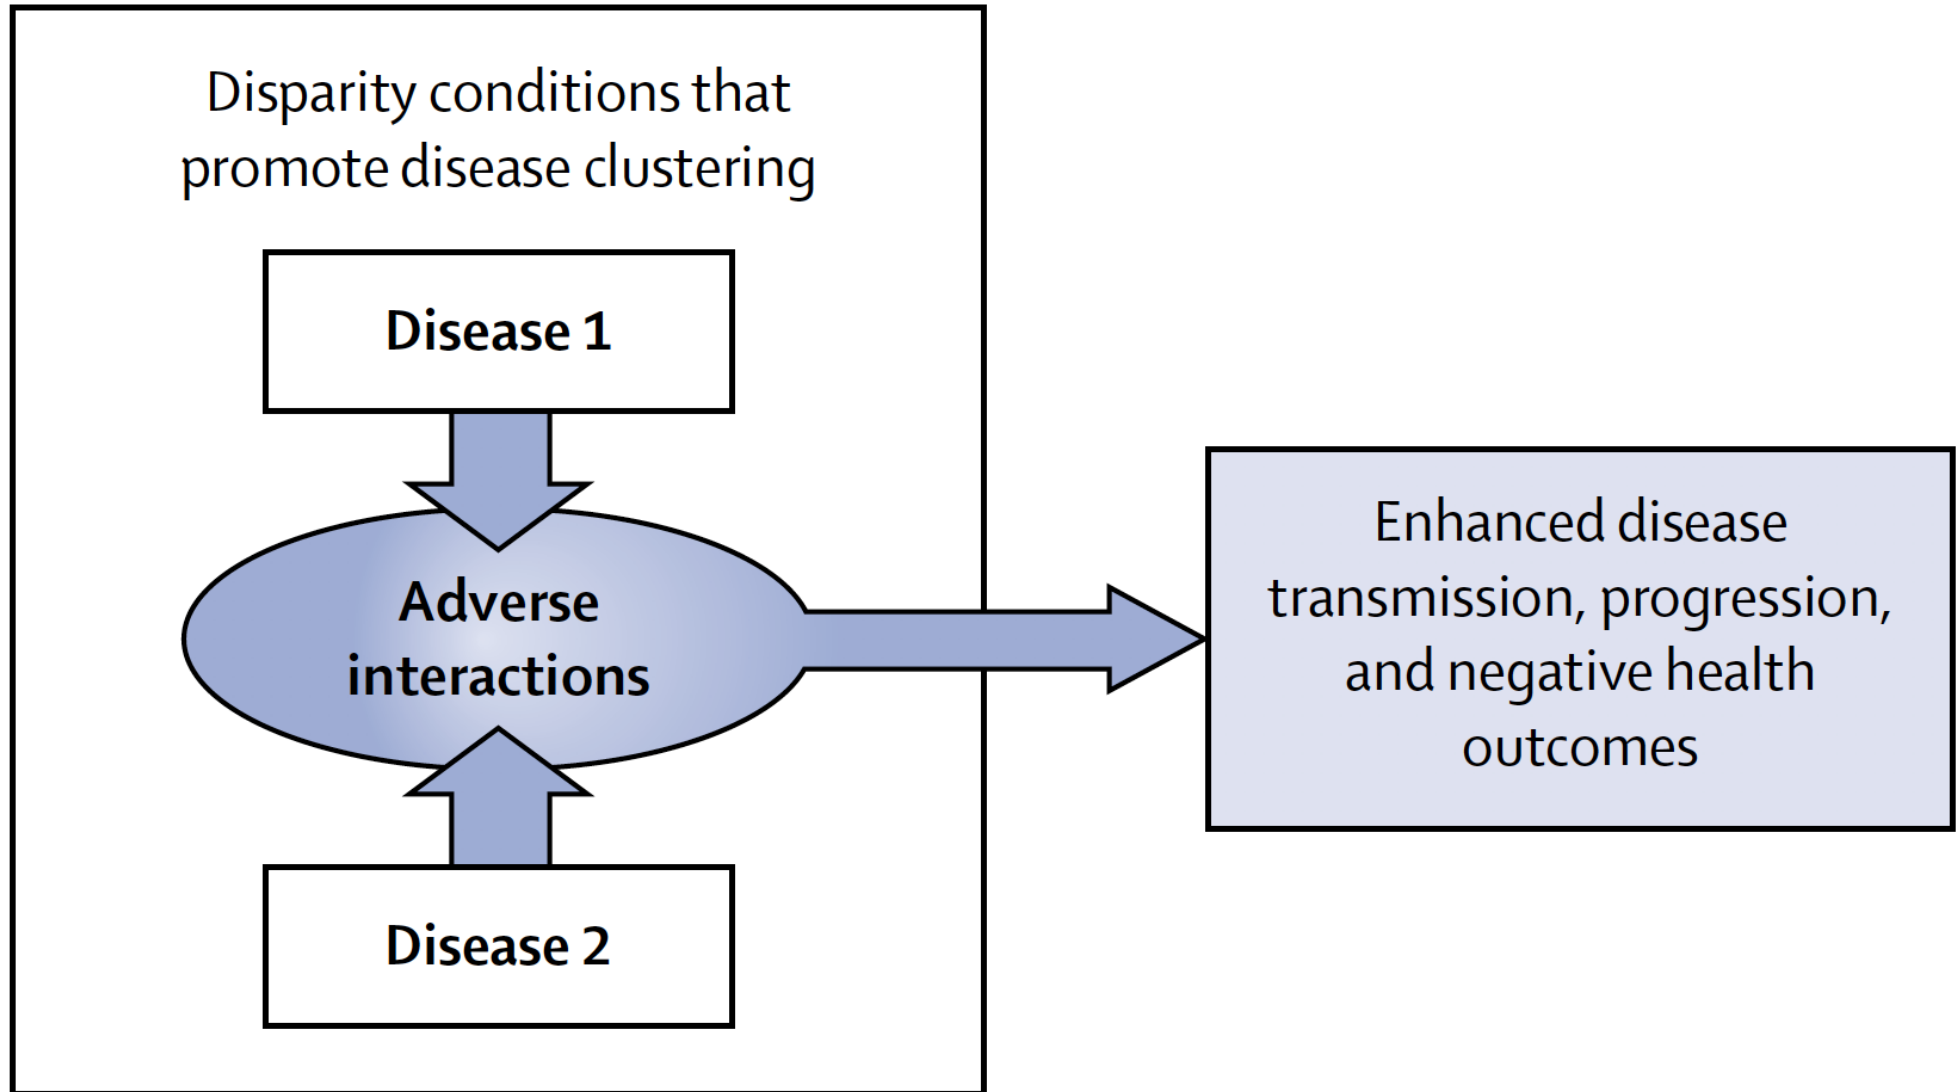 Disparity conditions that
promote disease clustering
Disease 1
Adverse
interactions
Disease 2
Enhanced disease
transmission, progression,
and negative health
outcomes